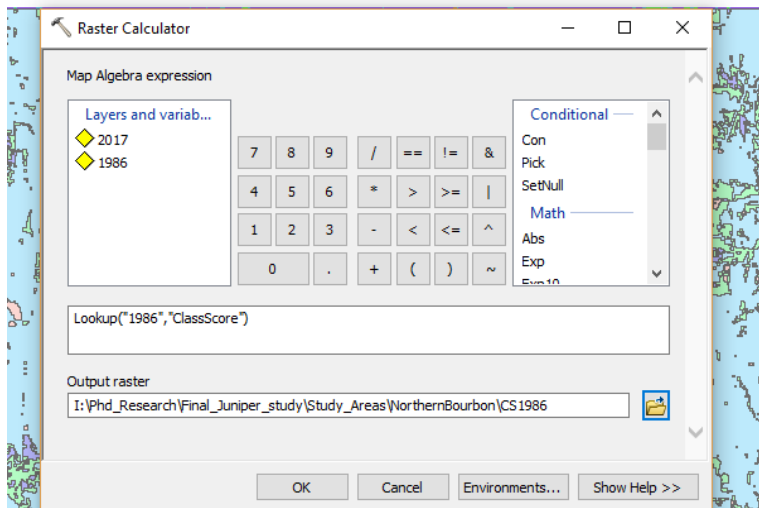 Raster Calculator
Map Algebra expression
Layers and variab...
2017
1986
7 8 9 / == != &
4 5 6 * > >= |
1 2 3 - < <= ^
0 . + ( ) ~
Conditional
Con
Pick
SetNull
Math
Abs
Exp
Exp10
Lookup("1986","ClassScore")
Output raster
I:\Phd_Research\Final_Juniper_study\Study_Areas\NorthernBourbon\CS1986
OK Cancel Environments... Show Help >>